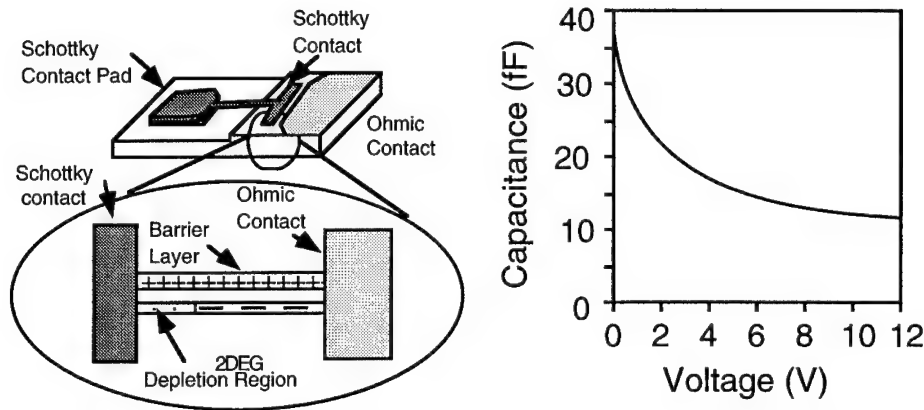 Schottky
Contact
Schottky
Contact Pad
Ohmic
Contact
Schottky
contact
Ohmic
Contact
Barrier
Layer
2DEG
Depletion Region
Capacitance (fF)
40
30
20
10
0
0 2 4 6 8 10 12
Voltage (V)